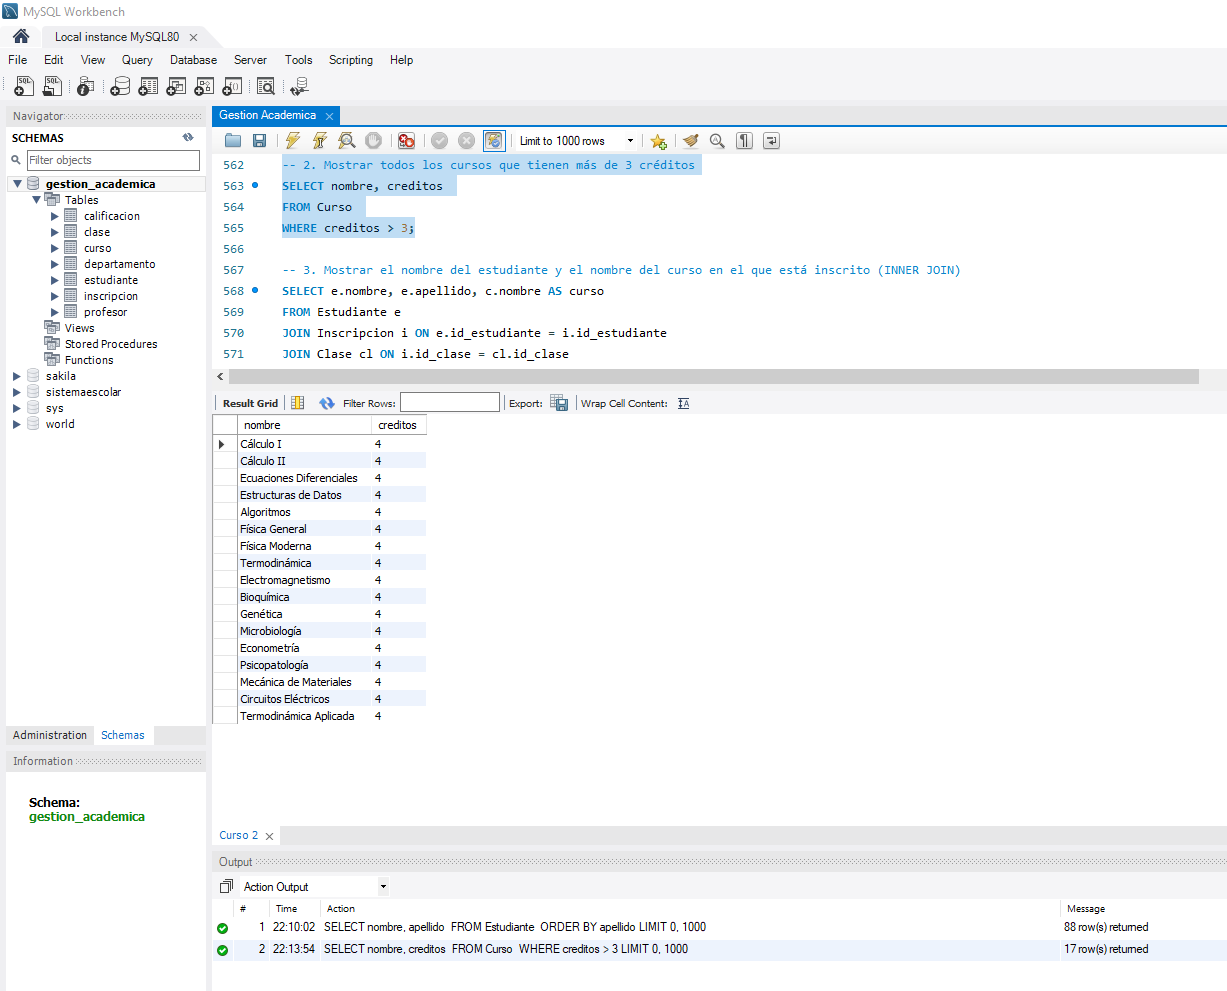 MySQL Workbench
Local instance MySQL80
File Edit View Query Database Server Tools Scripting Help
Navigator
SCHEMAS
Filter objects
gestion_academica
Tables
calificacion
clase
curso
departamento
estudiante
inscripcion
profesor
Views
Stored Procedures
Functions
sakila
sistemaescolar
sys
world
Administration Schemas
Information
Schema:
gestion_academica
Gestion Academica
Limit to 1000 rows
562 -- 2. Mostrar todos los cursos que tienen más de 3 créditos
563 SELECT nombre, creditos
564 FROM Curso
565 WHERE creditos > 3;
566
567 -- 3. Mostrar el nombre del estudiante y el nombre del curso en el que está inscrito (INNER JOIN)
568 SELECT e.nombre, e.apellido, c.nombre AS curso
569 FROM Estudiante e
570 JOIN Inscripcion i ON e.id_estudiante = i.id_estudiante
571 JOIN Clase cl ON i.id_clase = cl.id_clase
Result Grid Filter Rows: Export: Wrap Cell Content:
nombre creditos
Cálculo I 4
Cálculo II 4
Ecuaciones Diferenciales 4
Estructuras de Datos 4
Algoritmos 4
Física General 4
Física Moderna 4
Termodinámica 4
Electromagnetismo 4
Bioquímica 4
Genética 4
Microbiología 4
Econometría 4
Psicopatología 4
Mecánica de Materiales 4
Circuitos Eléctricos 4
Termodinámica Aplicada 4
Curso 2
Output
Action Output
# Time Action Message
1 22:10:02 SELECT nombre, apellido FROM Estudiante ORDER BY apellido LIMIT 0, 1000 88 row(s) returned
2 22:13:54 SELECT nombre, creditos FROM Curso WHERE creditos > 3 LIMIT 0, 1000 17 row(s) returned